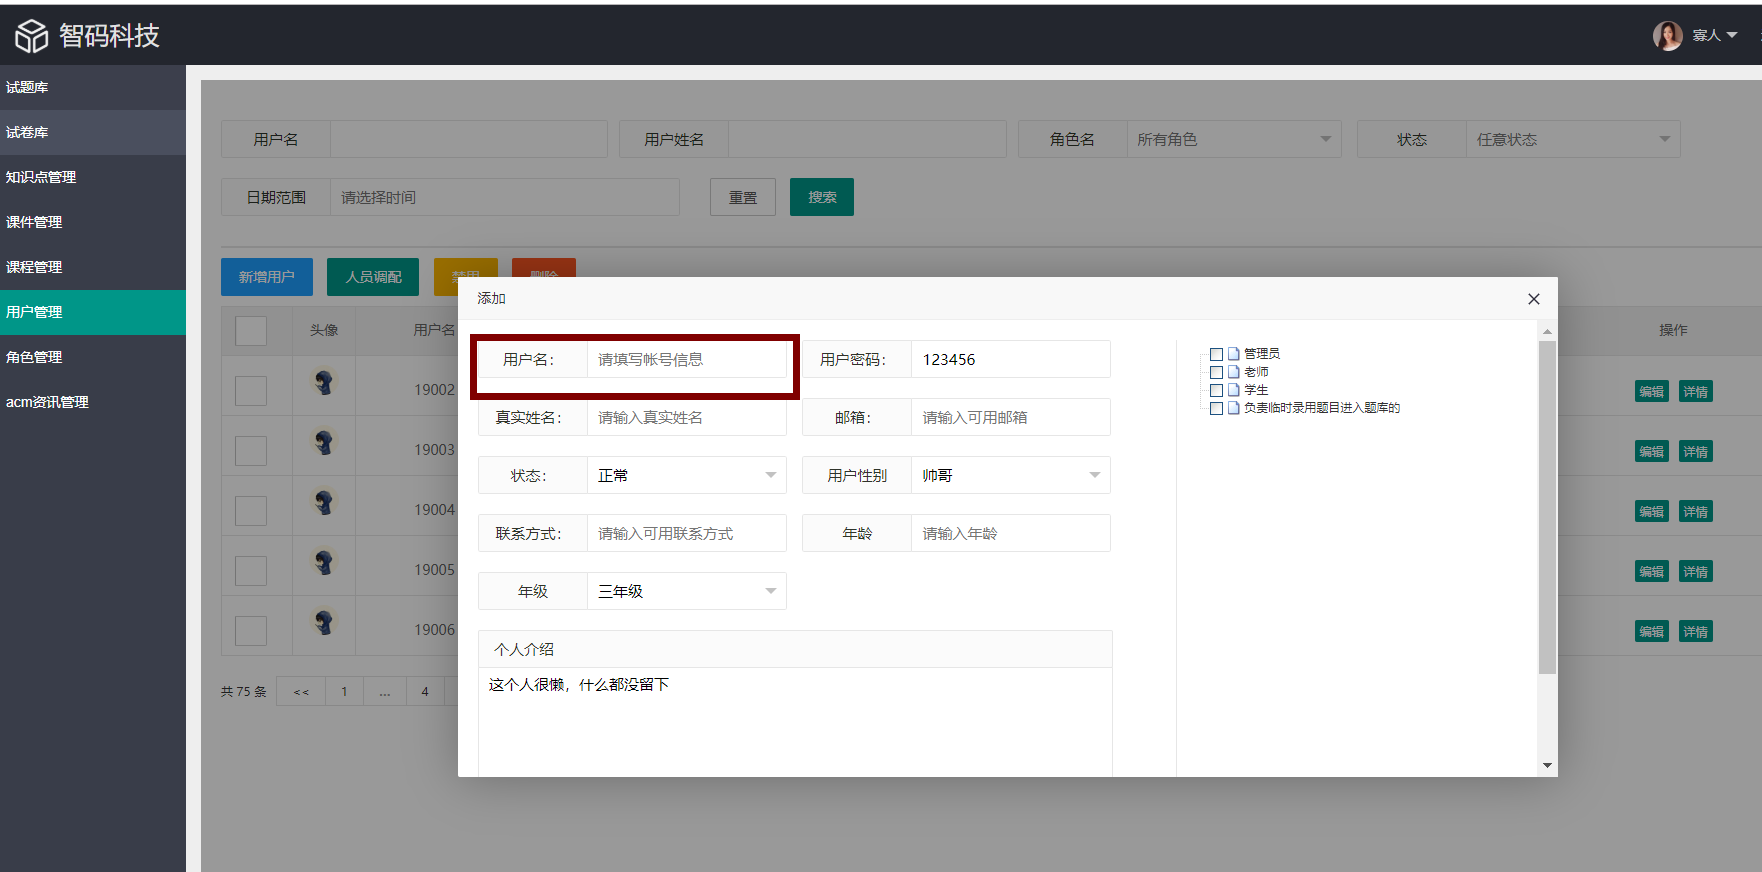 智码科技
寡人
试题库
试卷库
知识点管理
课件管理
课程管理
用户管理
角色管理
acm资讯管理
用户名
用户姓名
角色名 所有角色
状态 任意状态
日期范围 请选择时间
重置 搜索
新增用户 人员调配 禁用 删除
头像 用户名 操作
19002 编辑 详情
19003 编辑 详情
19004 编辑 详情
19005 编辑 详情
19006 编辑 详情
共 75 条 << 1 ... 4
添加
用户名： 请填写帐号信息 用户密码： 123456
真实姓名： 请输入真实姓名 邮箱： 请输入可用邮箱
状态： 正常 用户性别 帅哥
联系方式： 请输入可用联系方式 年龄 请输入年龄
年级 三年级
个人介绍
这个人很懒，什么都没留下
管理员
老师
学生
负责临时录用题目进入题库的